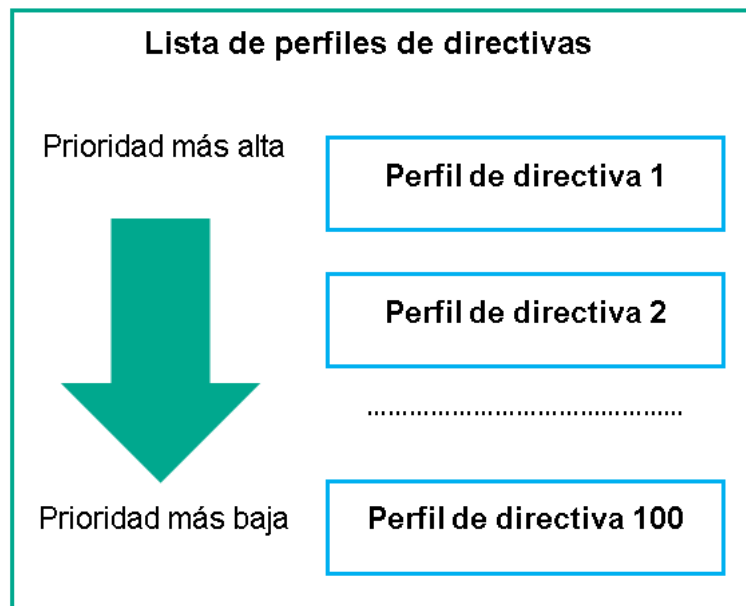 Lista de perfiles de directivas
Prioridad más alta
Perfil de directiva 1
Perfil de directiva 2
................................................
Prioridad más baja
Perfil de directiva 100